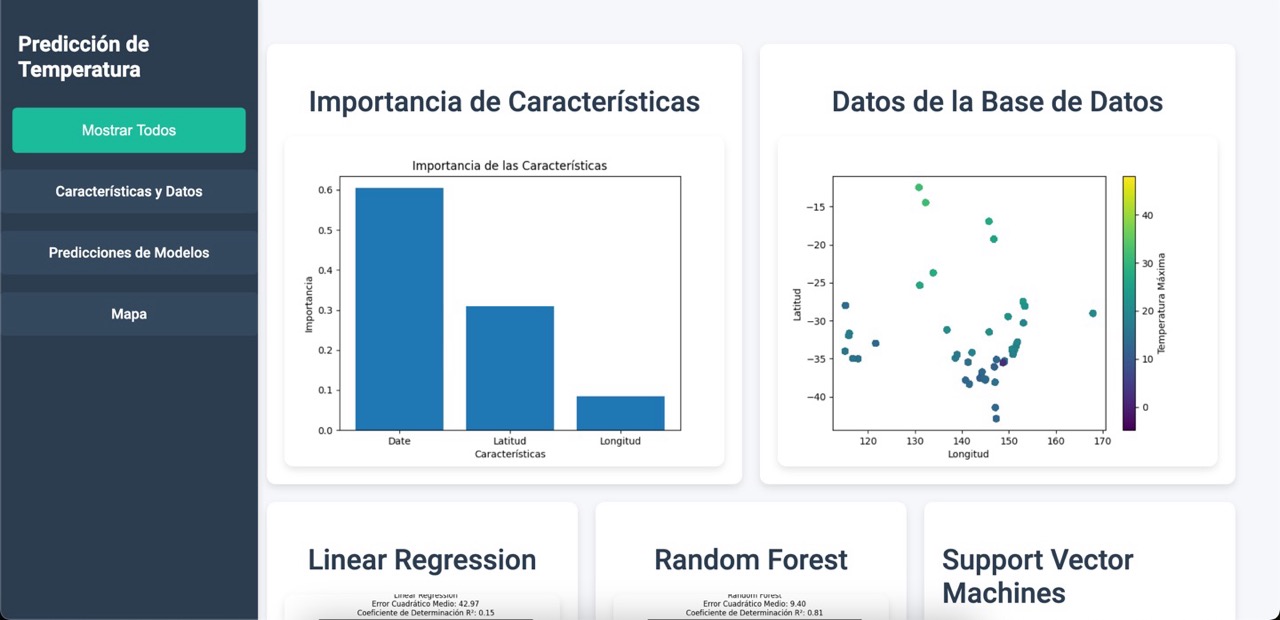 Predicción de
Temperatura
Mostrar Todos
Características y Datos
Predicciones de Modelos
Mapa
Importancia de Características
Importancia de las Características
Importancia
0.6
0.5
0.4
0.3
0.2
0.1
0.0
Date
Latitud
Longitud
Características
Datos de la Base de Datos
Latitud
−15
−20
−25
−30
−35
−40
120
130
140
150
160
170
Longitud
40
30
20
10
0
Temperatura Máxima
Linear Regression
Linear Regression
Error Cuadrático Medio: 42.97
Coeficiente de Determinación R²: 0.15
Random Forest
Random Forest
Error Cuadrático Medio: 9.40
Coeficiente de Determinación R²: 0.81
Support Vector
Machines